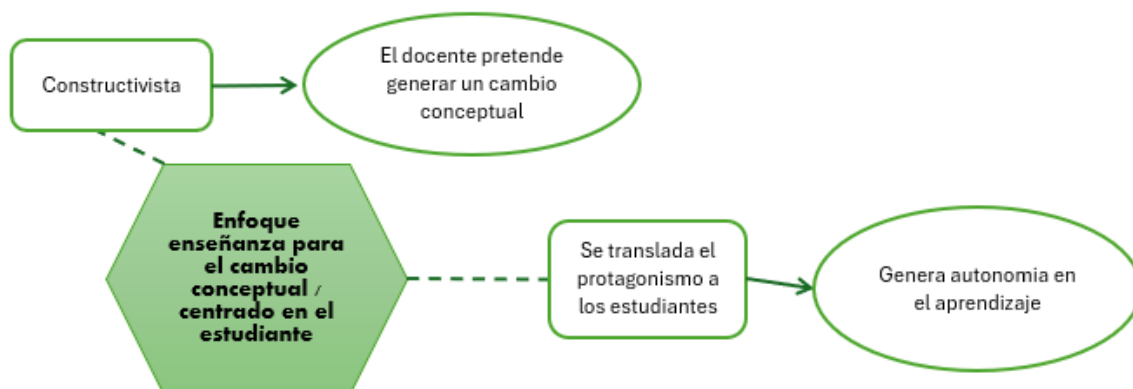 Constructivista
El docente pretende
generar un cambio
conceptual
Enfoque
enseñanza para
el cambio
conceptual /
centrado en el
estudiante
Se translada el
protagonismo a
los estudiantes
Genera autonomia en
el aprendizaje